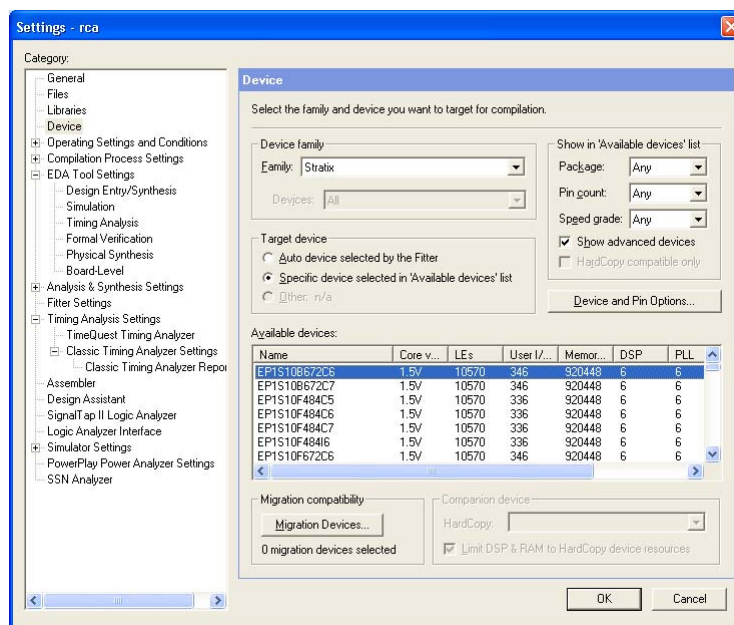 Settings - rca
Category:
General
Files
Libraries
Device
Operating Settings and Conditions
Compilation Process Settings
EDA Tool Settings
Design Entry/Synthesis
Simulation
Timing Analysis
Formal Verification
Physical Synthesis
Board-Level
Analysis & Synthesis Settings
Fitter Settings
Timing Analysis Settings
TimeQuest Timing Analyzer
Classic Timing Analyzer Settings
Classic Timing Analyzer Repor
Assembler
Design Assistant
SignalTap II Logic Analyzer
Logic Analyzer Interface
Simulator Settings
PowerPlay Power Analyzer Settings
SSN Analyzer
Device
Select the family and device you want to target for compilation.
Device family
Family: Stratix
Devices: All
Target device
Auto device selected by the Fitter
Specific device selected in 'Available devices' list
Other: n/a
Show in 'Available devices' list
Package: Any
Pin count: Any
Speed grade: Any
Show advanced devices
HardCopy compatible only
Device and Pin Options...
Available devices:
Name Core v... LEs User I/... Memor... DSP PLL
EP1S10B672C6 1.5V 10570 346 920448 6 6
EP1S10B672C7 1.5V 10570 346 920448 6 6
EP1S10F484C5 1.5V 10570 336 920448 6 6
EP1S10F484C6 1.5V 10570 336 920448 6 6
EP1S10F484C7 1.5V 10570 336 920448 6 6
EP1S10F484I6 1.5V 10570 336 920448 6 6
EP1S10F672C6 1.5V 10570 346 920448 6 6
Migration compatibility
Migration Devices...
0 migration devices selected
Companion device
HardCopy:
Limit DSP & RAM to HardCopy device resources
OK Cancel